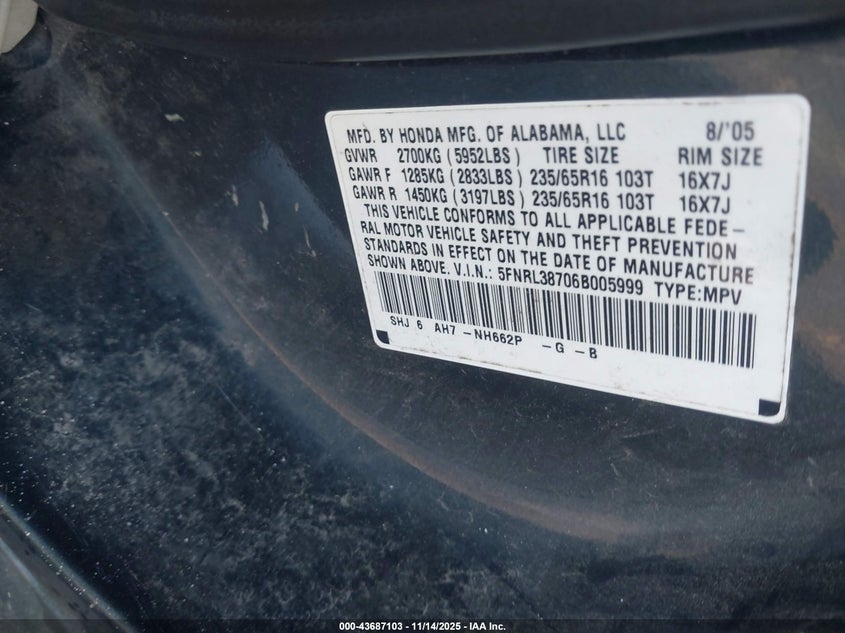 MFD. BY HONDA MFG. OF ALABAMA, LLC 8/'05
GVWR 2700KG (5952LBS) TIRE SIZE RIM SIZE
GAWR F 1285KG (2833LBS) 235/65R16 103T 16X7J
GAWR R 1450KG (3197LBS) 235/65R16 103T 16X7J
THIS VEHICLE CONFORMS TO ALL APPLICABLE FEDE-
RAL MOTOR VEHICLE SAFETY AND THEFT PREVENTION
STANDARDS IN EFFECT ON THE DATE OF MANUFACTURE
SHOWN ABOVE. V.I.N.: 5FNRL38706B005999 TYPE:MPV
SHJ 6 AH7 -NH662P -G -B
000-43687103 - 11/14/2025 - IAA Inc.